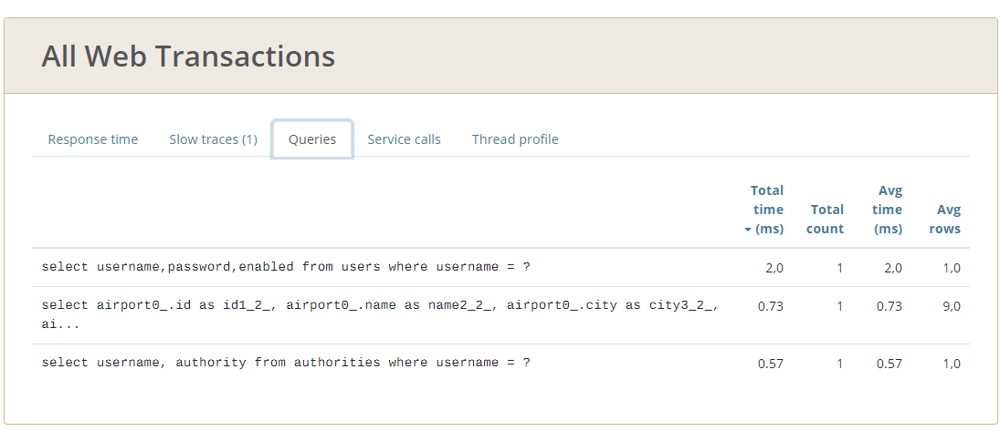 All Web Transactions
Response time Slow traces (1) Queries Service calls Thread profile
Total time (ms) Total count Avg time (ms) Avg rows
select username,password,enabled from users where username = ? 2,0 1 2,0 1,0
select airport0_.id as id1_2_, airport0_.name as name2_2_, airport0_.city as city3_2_, 0.73 1 0.73 9,0
ai...
select username, authority from authorities where username = ? 0.57 1 0.57 1,0